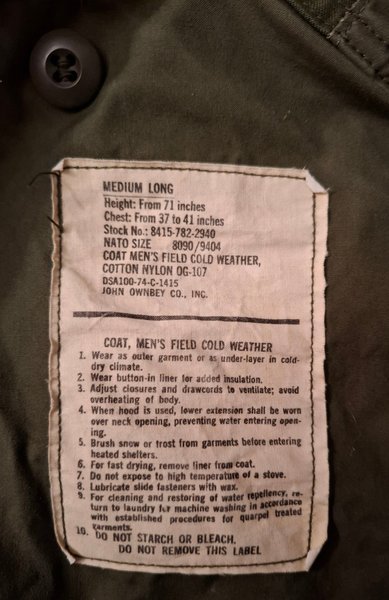 MEDIUM LONG
Height: From 71 inches
Chest: From 37 to 41 inches
Stock No.: 8415-782-2940
NATO SIZE 8090/9404
COAT MEN'S FIELD COLD WEATHER,
COTTON NYLON OG-107
DSA100-74-C-1415
JOHN OWNBEY CO., INC.
COAT, MEN'S FIELD COLD WEATHER
1. Wear as outer garment or as under-layer in cold-
dry climate.
2. Wear button-in liner for added insulation.
3. Adjust closures and drawcords to ventilate; avoid
overheating of body.
4. When hood is used, lower extension shall be worn
over neck opening, preventing water entering open-
ing.
5. Brush snow or frost from garments before entering
heated shelters.
6. For fast drying, remove liner from coat.
7. Do not expose to high temperature of a stove.
8. Lubricate slide fasteners with wax.
9. For cleaning and restoring of water repellency, re-
turn to laundry for machine washing in accordance
with established procedures for quarpel treated
garments.
10. DO NOT STARCH OR BLEACH.
DO NOT REMOVE THIS LABEL